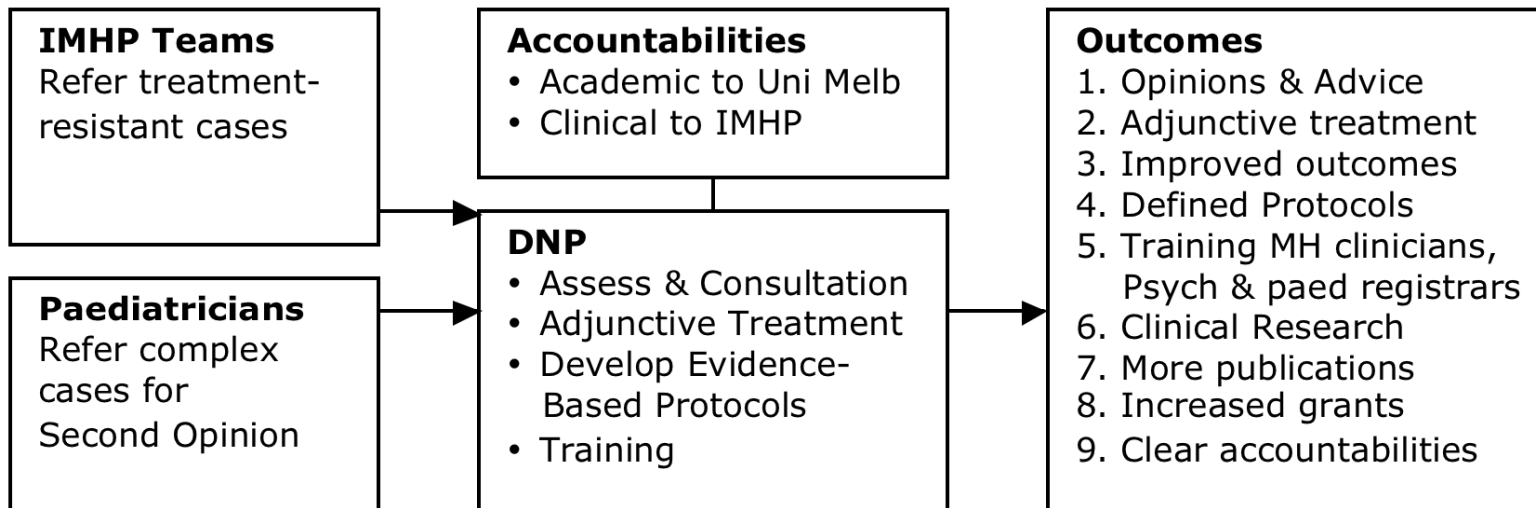 IMHP Teams
Refer treatment-
resistant cases
Paediatricians
Refer complex
cases for
Second Opinion
Accountabilities
• Academic to Uni Melb
• Clinical to IMHP
DNP
• Assess & Consultation
• Adjunctive Treatment
• Develop Evidence-
Based Protocols
• Training
Outcomes
1. Opinions & Advice
2. Adjunctive treatment
3. Improved outcomes
4. Defined Protocols
5. Training MH clinicians,
Psych & paed registrars
6. Clinical Research
7. More publications
8. Increased grants
9. Clear accountabilities